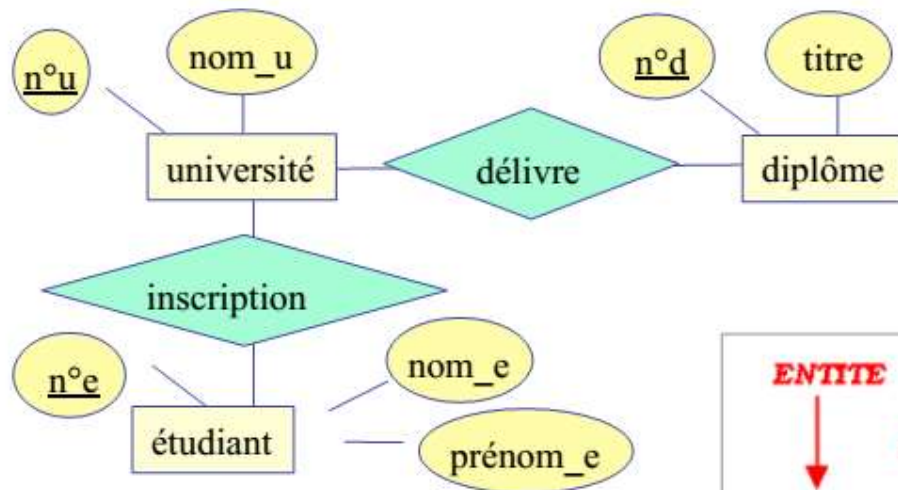 n°u
nom_u
n°d
titre
université
délivre
diplôme
inscription
n°e
nom_e
étudiant
prénom_e
ENTITE